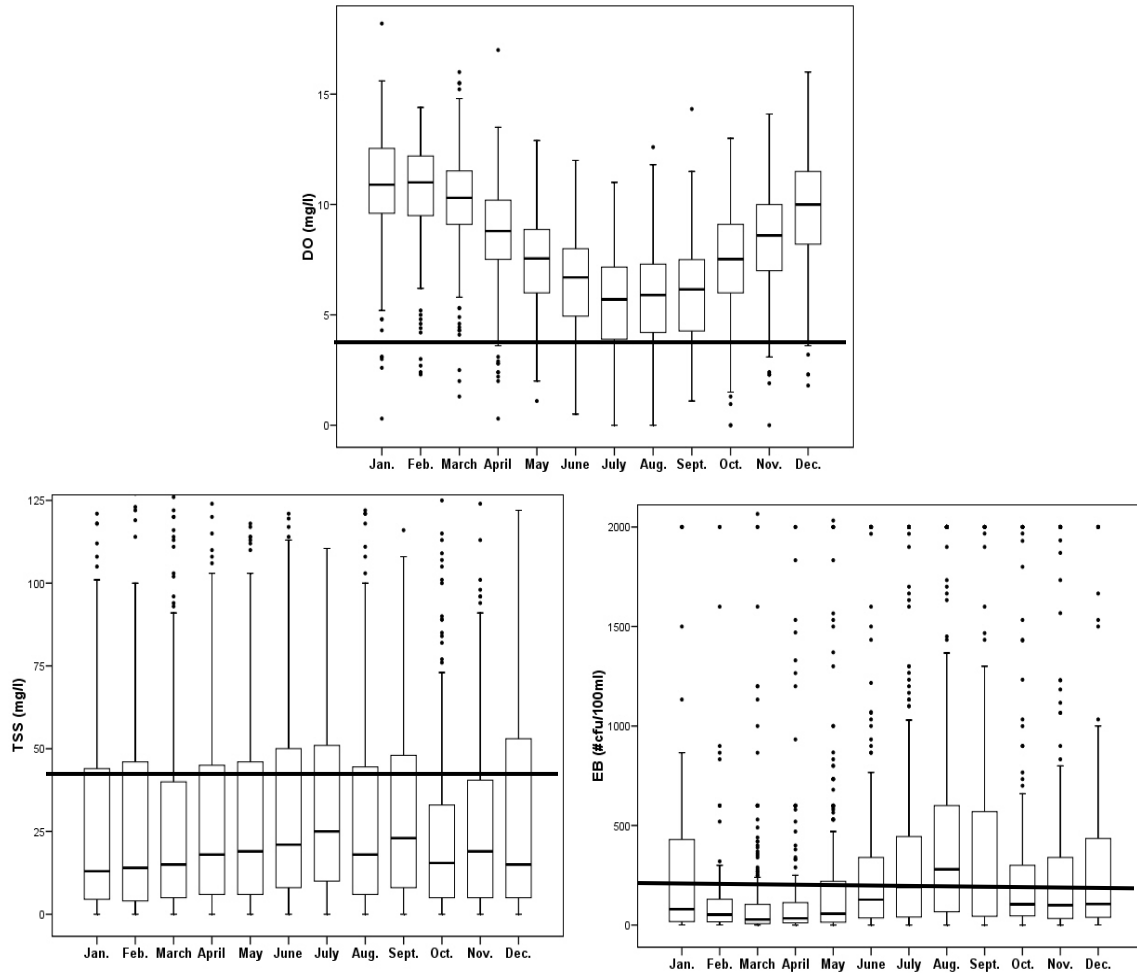 DO (mg/l)
15
10
5
0
Jan. Feb. March April May June July Aug. Sept. Oct. Nov. Dec.
TSS (mg/l)
125
100
75
50
25
0
Jan. Feb. March April May June July Aug. Sept. Oct. Nov. Dec.
EB (#cfu/100ml)
2000
1500
1000
500
0
Jan. Feb. March April May June July Aug. Sept. Oct. Nov. Dec.